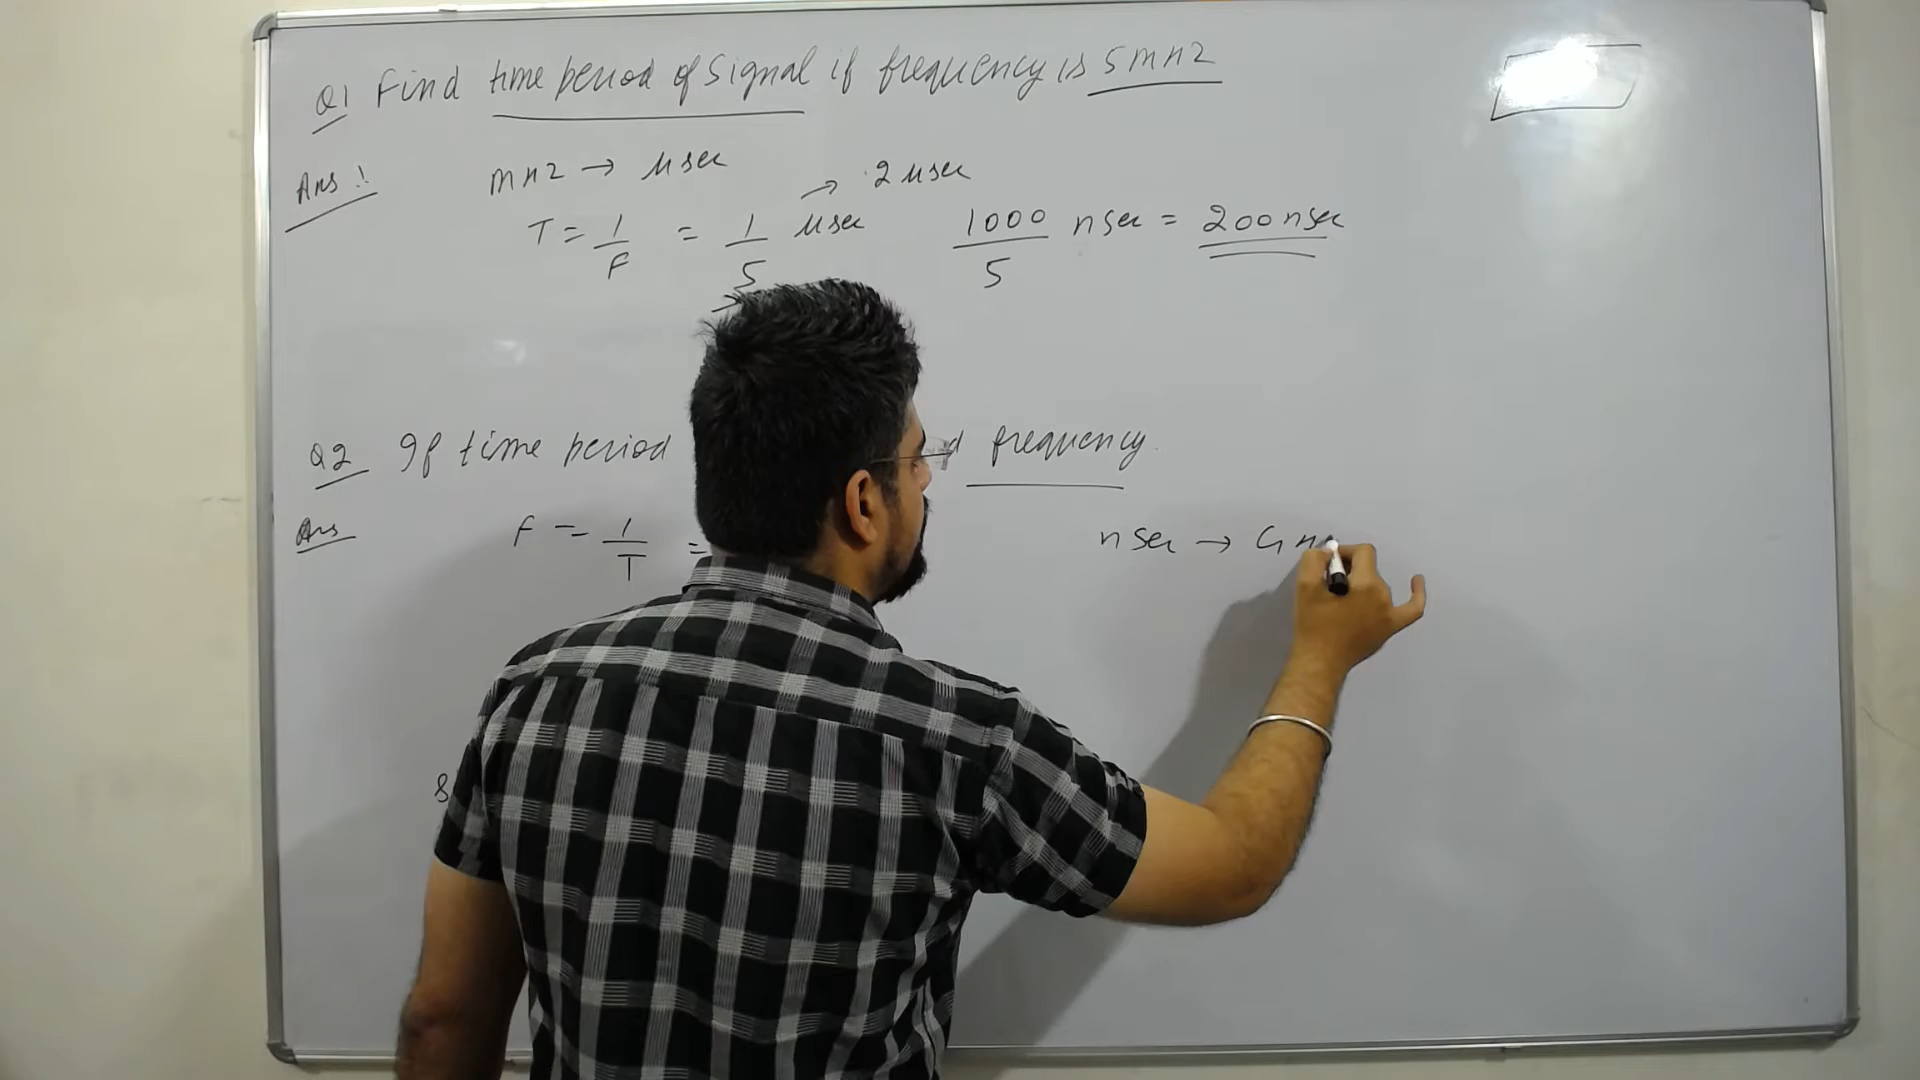 Q1 Find time period of signal if frequency is 5 MHz
Ans:
MHz → μsec
→ .2 μsec
T = 1/F = 1/5 μsec 1000/5 nsec = 200 nsec
Q2 If time period frequency.
Ans F = 1/T = nsec → GH
8